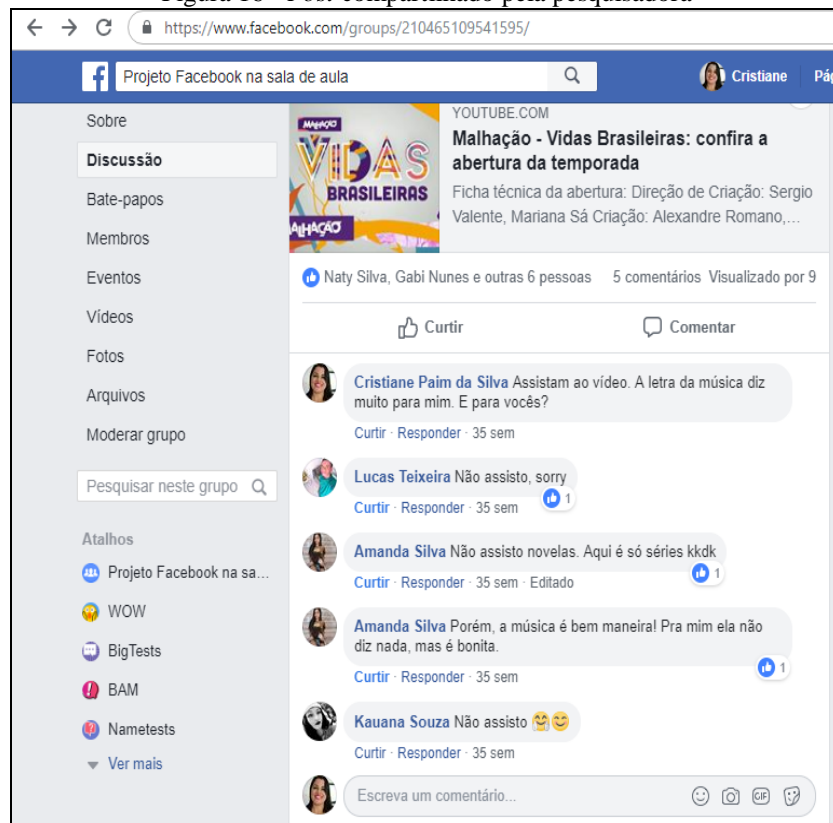 Figura 16 - Post compartilhado pela pesquisadora
https://www.facebook.com/groups/210465109541595/
Projeto Facebook na sala de aula
Cristiane
Sobre
Discussão
Bate-papos
Membros
Eventos
Vídeos
Fotos
Arquivos
Moderar grupo
Pesquisar neste grupo
Atalhos
Projeto Facebook na sa...
WOW
BigTests
BAM
Nametests
Ver mais
MALHAÇÃO
VIDAS
BRASILEIRAS
YOUTUBE.COM
Malhação - Vidas Brasileiras: confira a
abertura da temporada
Ficha técnica da abertura: Direção de Criação: Sergio
Valente, Mariana Sá Criação: Alexandre Romano,...
Naty Silva, Gabi Nunes e outras 6 pessoas 5 comentários Visualizado por 9
Curtir Comentar
Cristiane Paim da Silva Assistam ao vídeo. A letra da música diz
muito para mim. E para vocês?
Curtir · Responder · 35 sem
Lucas Teixeira Não assisto, sorry
1
Curtir · Responder · 35 sem
Amanda Silva Não assisto novelas. Aqui é só séries kkdk
1
Curtir · Responder · 35 sem · Editado
Amanda Silva Porém, a música é bem maneira! Pra mim ela não
diz nada, mas é bonita.
1
Curtir · Responder · 35 sem
Kauana Souza Não assisto 🤗😊
Curtir · Responder · 35 sem
Escreva um comentário...
GIF